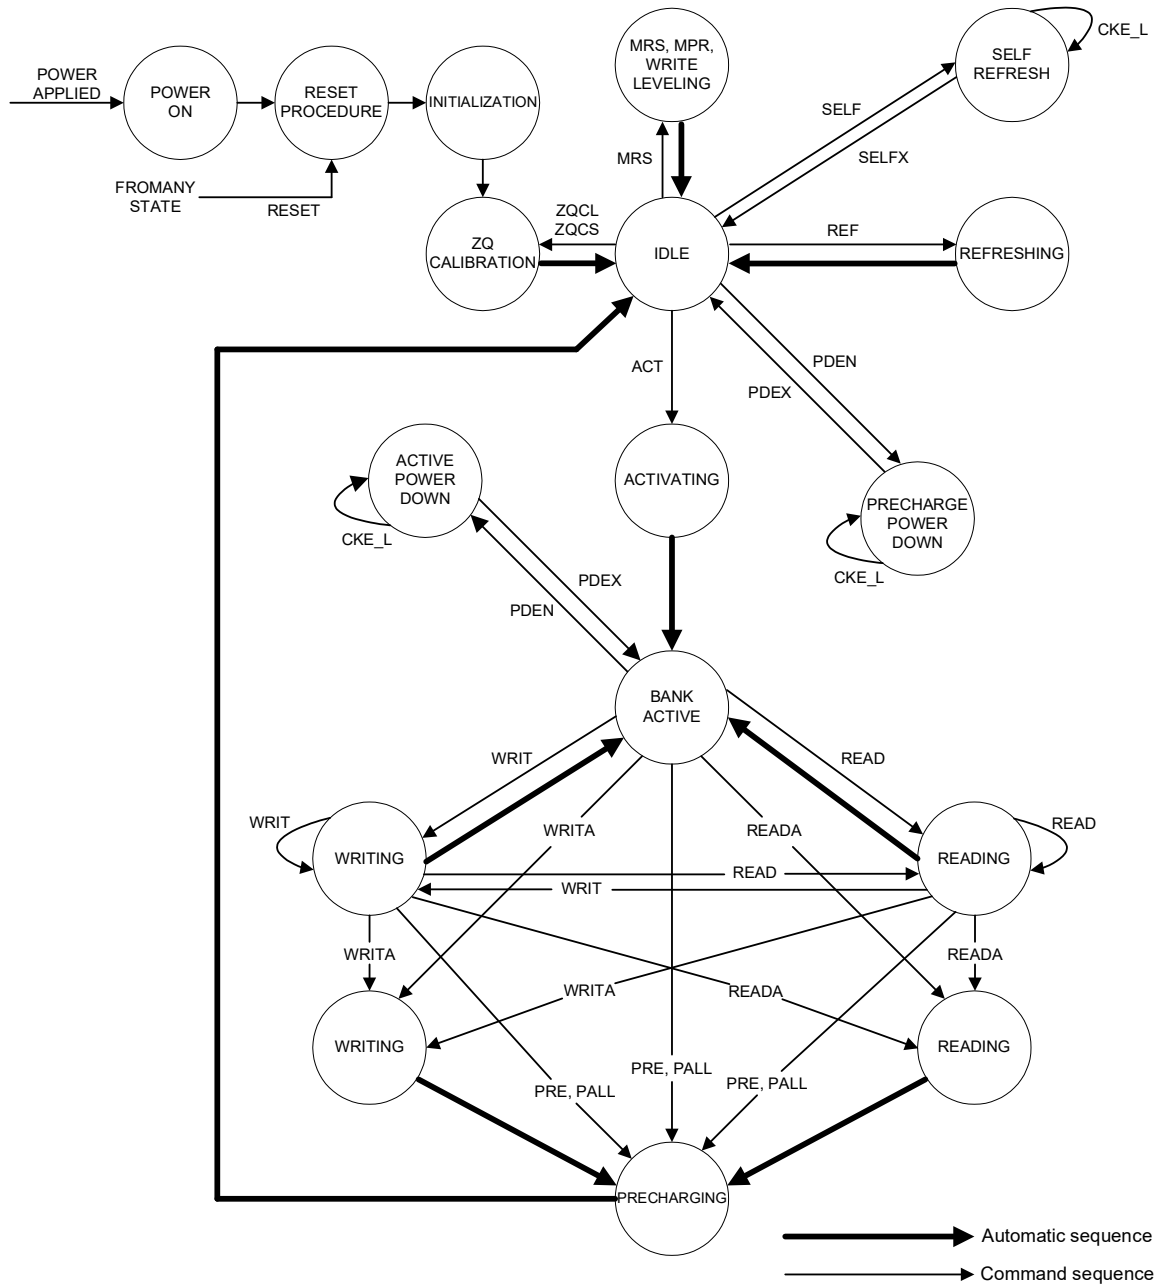 POWER
APPLIED
POWER
ON
RESET
PROCEDURE
INITIALIZATION
FROMANY
STATE
RESET
MRS, MPR,
WRITE
LEVELING
SELF
REFRESH
CKE_L
MRS
SELF
SELFX
ZQCL
ZQCS
ZQ
CALIBRATION
IDLE
REF
REFRESHING
ACT
PDEN
PDEX
ACTIVE
POWER
DOWN
CKE_L
ACTIVATING
PRECHARGE
POWER
DOWN
CKE_L
PDEX
PDEN
BANK
ACTIVE
WRIT
READ
WRIT
WRITA
READA
READ
WRITING
READING
READ
WRIT
WRITA
READA
WRITA
READA
WRITING
READING
PRE, PALL
PRE, PALL
PRE, PALL
PRECHARGING
Automatic sequence
Command sequence